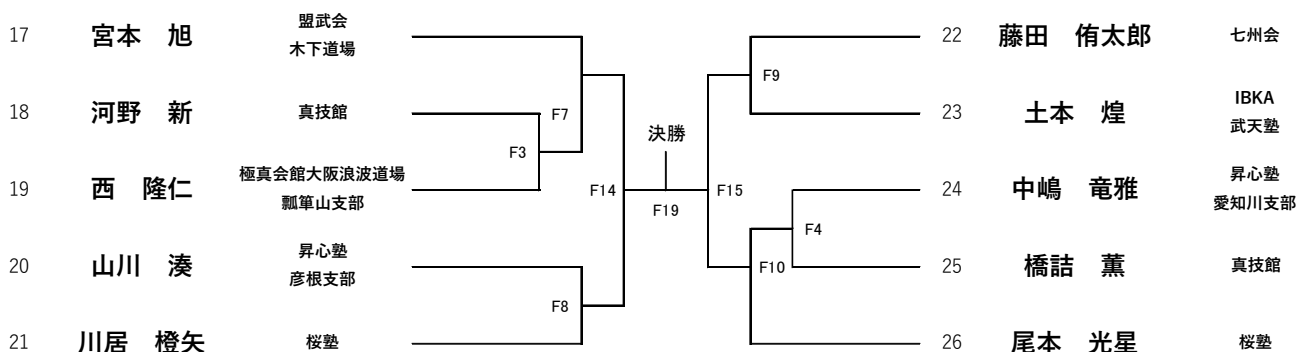 17 宮本　旭 盟武会
木下道場
18 河野　新 真技館
19 西　隆仁 極真会館大阪浪波道場
瓢箪山支部
20 山川　湊 昇心塾
彦根支部
21 川居　橙矢 桜塾
F3
F7
F8
F14
決勝
F19
F15
F9
F4
F10
22 藤田　侑太郎 七州会
23 土本　煌 IBKA
武天塾
24 中嶋　竜雅 昇心塾
愛知川支部
25 橋詰　薫 真技館
26 尾本　光星 桜塾